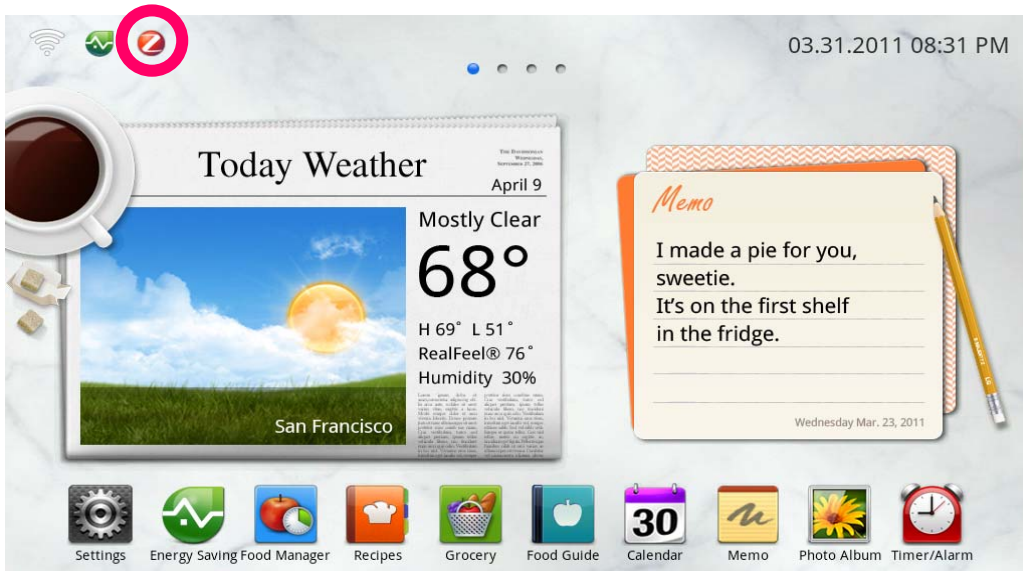 03.31.2011 08:31 PM
Today Weather
April 9
Mostly Clear
68°
H 69° L 51°
RealFeel® 76°
Humidity 30%
San Francisco
Memo
I made a pie for you,
sweetie.
It's on the first shelf
in the fridge.
Wednesday Mar. 23, 2011
30
Settings
Energy Saving
Food Manager
Recipes
Grocery
Food Guide
Calendar
Memo
Photo Album
Timer/Alarm